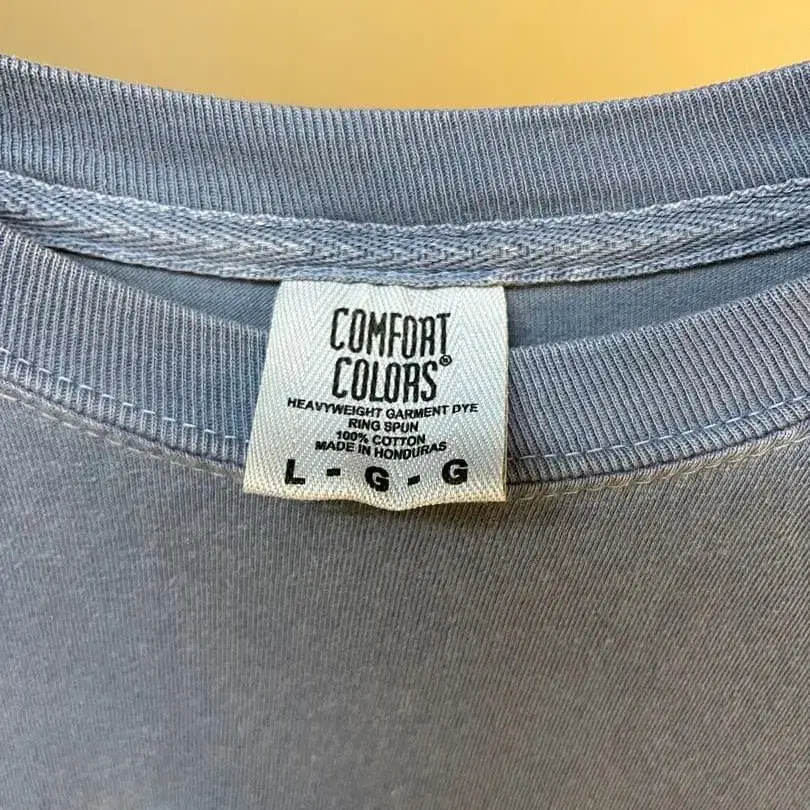 COMFORT
COLORS®
HEAVYWEIGHT GARMENT DYE
RING SPUN
100% COTTON
MADE IN HONDURAS
L - G - G